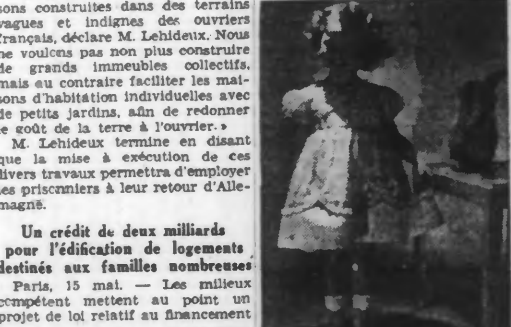 sons construites dans des terrains
vagues et indignes des ouvriers
français, déclare M. Lehideux. Nous
ne voulons pas non plus construire
de grands immeubles collectifs,
mais au contraire faciliter les mai-
sons d'habitation individuelles avec
de petits jardins, afin de redonner
le goût de la terre à l'ouvrier. »
M. Lehideux termine en disant
que la mise à exécution de ces
divers travaux permettra d'employer
les prisonniers à leur retour d'Alle-
magne.
Un crédit de deux milliards
pour l'édification de logements
destinés aux familles nombreuses
Paris, 15 mai. — Les milieux
compétent mettent au point un
projet de loi relatif au financement